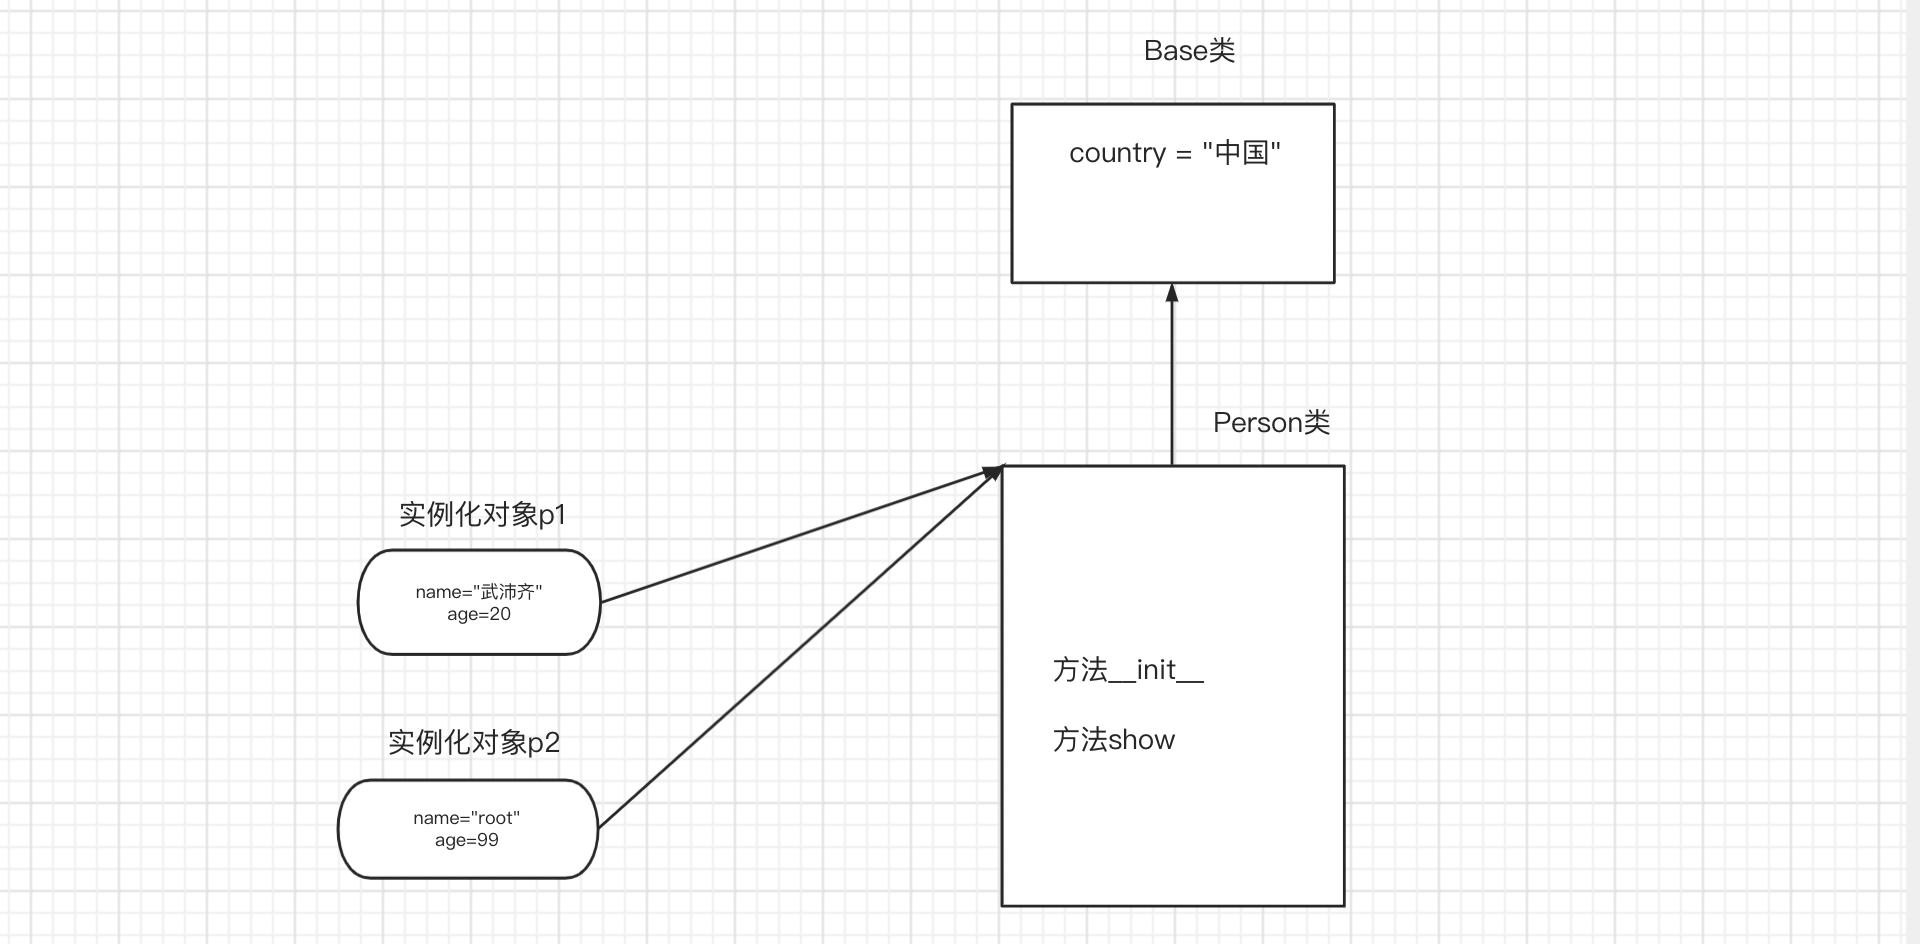 Base类
country = "中国"
Person类
实例化对象p1
name="武沛齐"
age=20
方法__init__
方法show
实例化对象p2
name="root"
age=99